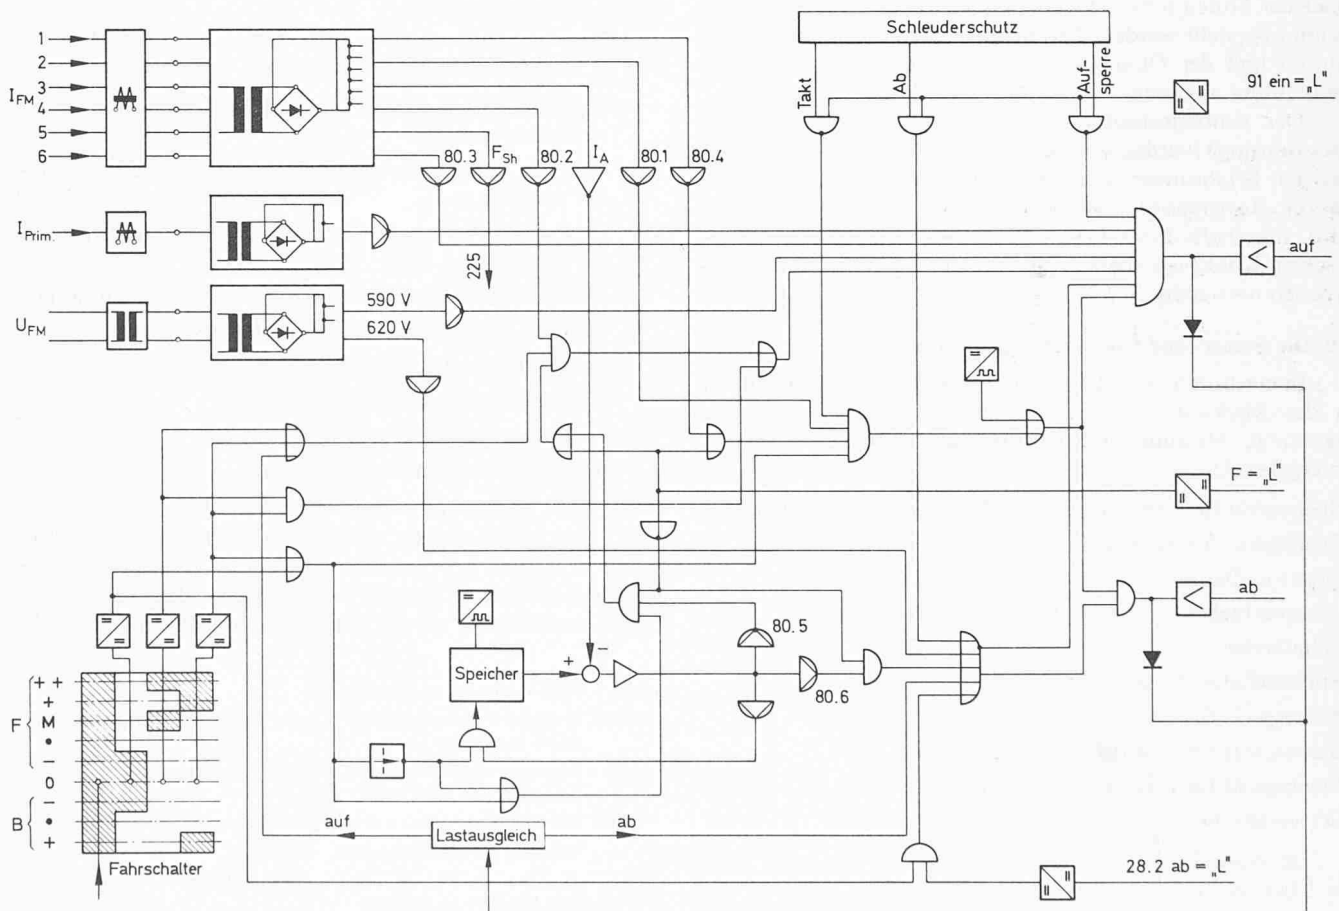 Schleuderschutz
Takt
Ab
Auf-
sperre
91 ein = „L“
1
2
3
I_FM
4
5
6
80.3
F_Sh
80.2
I_A
80.1
80.4
I_Prim.
225
auf
590 V
620 V
U_FM
F = „L“
ab
80.5
80.6
Speicher
+
−
+ +
+
F
M
•
−
0
−
B
•
+
Fahrschalter
auf
Lastausgleich
ab
28.2 ab = „L“